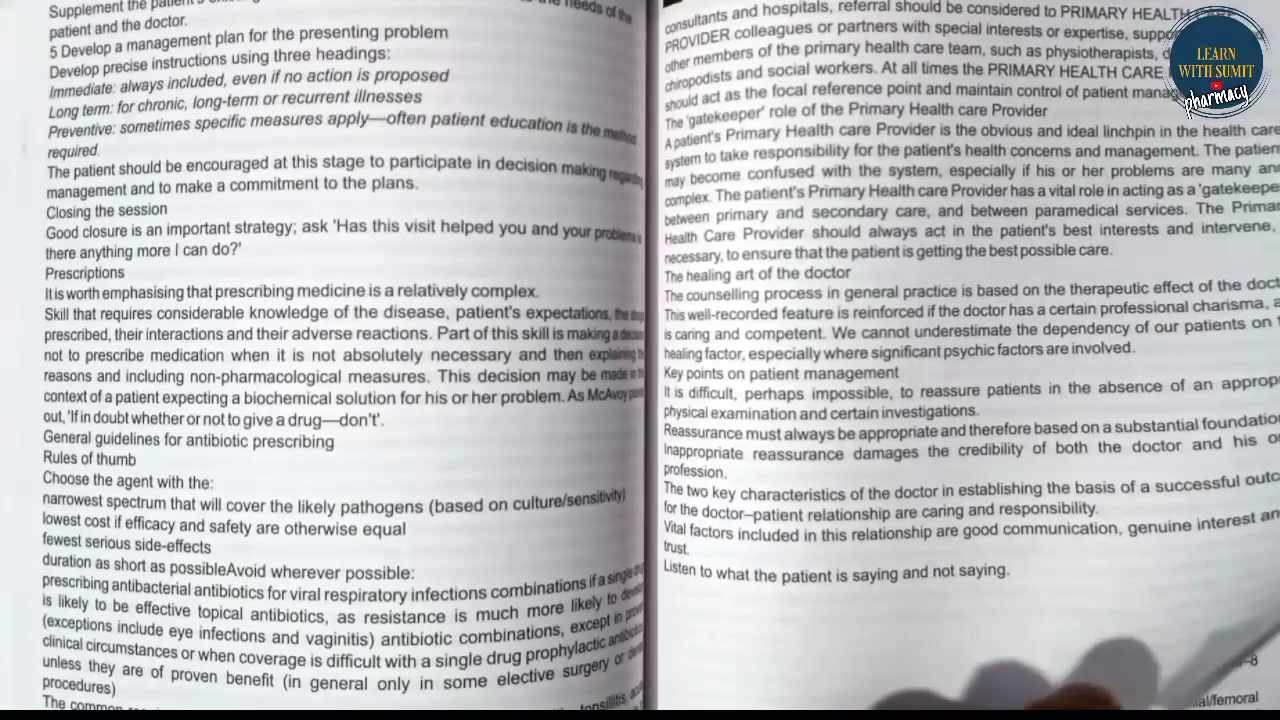 Supplement the patient's
needs of the
patient and the doctor.
5 Develop a management plan for the presenting problem
Develop precise instructions using three headings:
Immediate: always included, even if no action is proposed
Long term: for chronic, long-term or recurrent illnesses
Preventive: sometimes specific measures apply—often patient education is the method
required.
The patient should be encouraged at this stage to participate in decision making regarding
management and to make a commitment to the plans.
Closing the session
Good closure is an important strategy; ask 'Has this visit helped you and your problems is
there anything more I can do?'
Prescriptions
It is worth emphasising that prescribing medicine is a relatively complex.
Skill that requires considerable knowledge of the disease, patient's expectations, the drug
prescribed, their interactions and their adverse reactions. Part of this skill is making a decision
not to prescribe medication when it is not absolutely necessary and then explaining the
reasons and including non-pharmacological measures. This decision may be made in the
context of a patient expecting a biochemical solution for his or her problem. As McAvoy points
out, 'If in doubt whether or not to give a drug—don't'.
General guidelines for antibiotic prescribing
Rules of thumb
Choose the agent with the:
narrowest spectrum that will cover the likely pathogens (based on culture/sensitivity)
lowest cost if efficacy and safety are otherwise equal
fewest serious side-effects
duration as short as possibleAvoid wherever possible:
prescribing antibacterial antibiotics for viral respiratory infections combinations if a single drug
is likely to be effective topical antibiotics, as resistance is much more likely to develop
(exceptions include eye infections and vaginitis) antibiotic combinations, except in proven
clinical circumstances or when coverage is difficult with a single drug prophylactic antibiotics
unless they are of proven benefit (in general only in some elective surgery or
procedures)
The common
tonsillitis,
consultants and hospitals, referral should be considered to PRIMARY HEALTH
PROVIDER colleagues or partners with special interests or expertise,
other members of the primary health care team, such as physiotherapists,
chiropodists and social workers. At all times the PRIMARY HEALTH CARE
should act as the focal reference point and maintain control of patient
The 'gatekeeper' role of the Primary Health care Provider
A patient's Primary Health care Provider is the obvious and ideal linchpin in the health care
system to take responsibility for the patient's health concerns and management. The patien
may become confused with the system, especially if his or her problems are many and
complex. The patient's Primary Health care Provider has a vital role in acting as a 'gatekeepe
between primary and secondary care, and between paramedical services. The Primar
Health Care Provider should always act in the patient's best interests and intervene,
necessary, to ensure that the patient is getting the best possible care.
The healing art of the doctor
The counselling process in general practice is based on the therapeutic effect of the doct
This well-recorded feature is reinforced if the doctor has a certain professional charisma, a
is caring and competent. We cannot underestimate the dependency of our patients on t
healing factor, especially where significant psychic factors are involved.
Key points on patient management
It is difficult, perhaps impossible, to reassure patients in the absence of an approp
physical examination and certain investigations.
Reassurance must always be appropriate and therefore based on a substantial foundatio
Inappropriate reassurance damages the credibility of both the doctor and his o
profession.
The two key characteristics of the doctor in establishing the basis of a successful outc
for the doctor–patient relationship are caring and responsibility.
Vital factors included in this relationship are good communication, genuine interest an
trust.
Listen to what the patient is saying and not saying.
LEARN
WITH SUMIT
pharmacy
-8
al/femoral